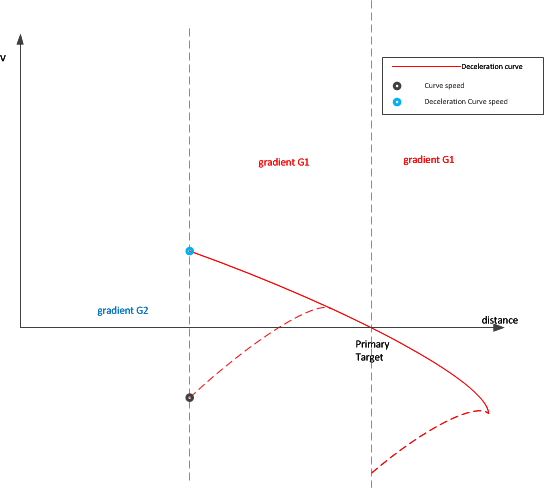 v
Deceleration curve
Curve speed
Deceleration Curve speed
gradient G1
gradient G1
gradient G2
distance
Primary
Target